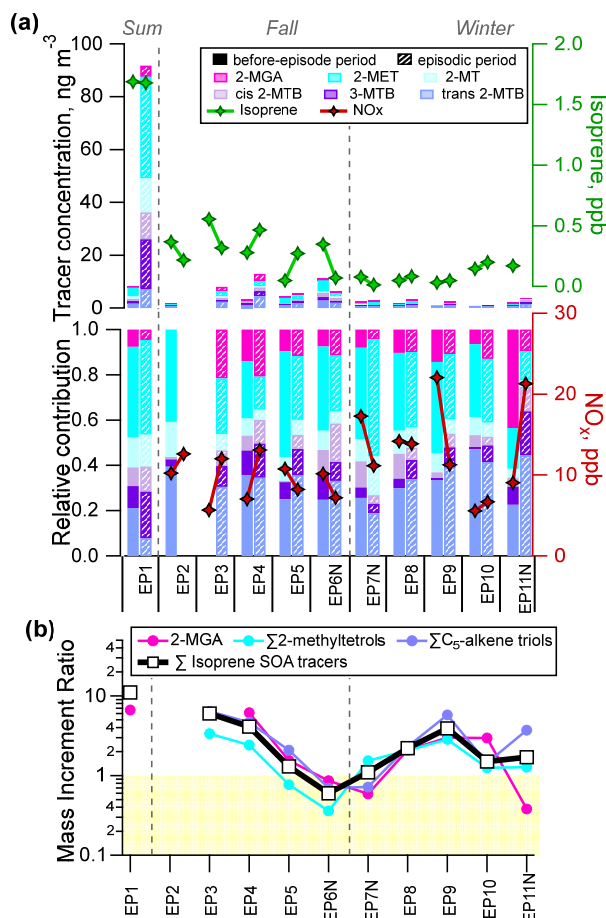 Sum Fall Winter
(a)
before-episode period episodic period
2-MGA 2-MET 2-MT
cis 2-MTB 3-MTB trans 2-MTB
Isoprene NOx
Tracer concentration, ng m-3
100
80
60
40
20
0
Isoprene, ppb
2.0
1.5
1.0
0.5
0.0
Relative contribution
1.0
0.8
0.6
0.4
0.2
0.0
NOx, ppb
30
20
10
0
EP1 EP2 EP3 EP4 EP5 EP6N EP7N EP8 EP9 EP10 EP11N
(b)
2-MGA Σ2-methyltetrols ΣC5-alkene triols
Σ Isoprene SOA tracers
Mass Increment Ratio
4
2
10
4
2
1
4
2
0.1
EP1 EP2 EP3 EP4 EP5 EP6N EP7N EP8 EP9 EP10 EP11N